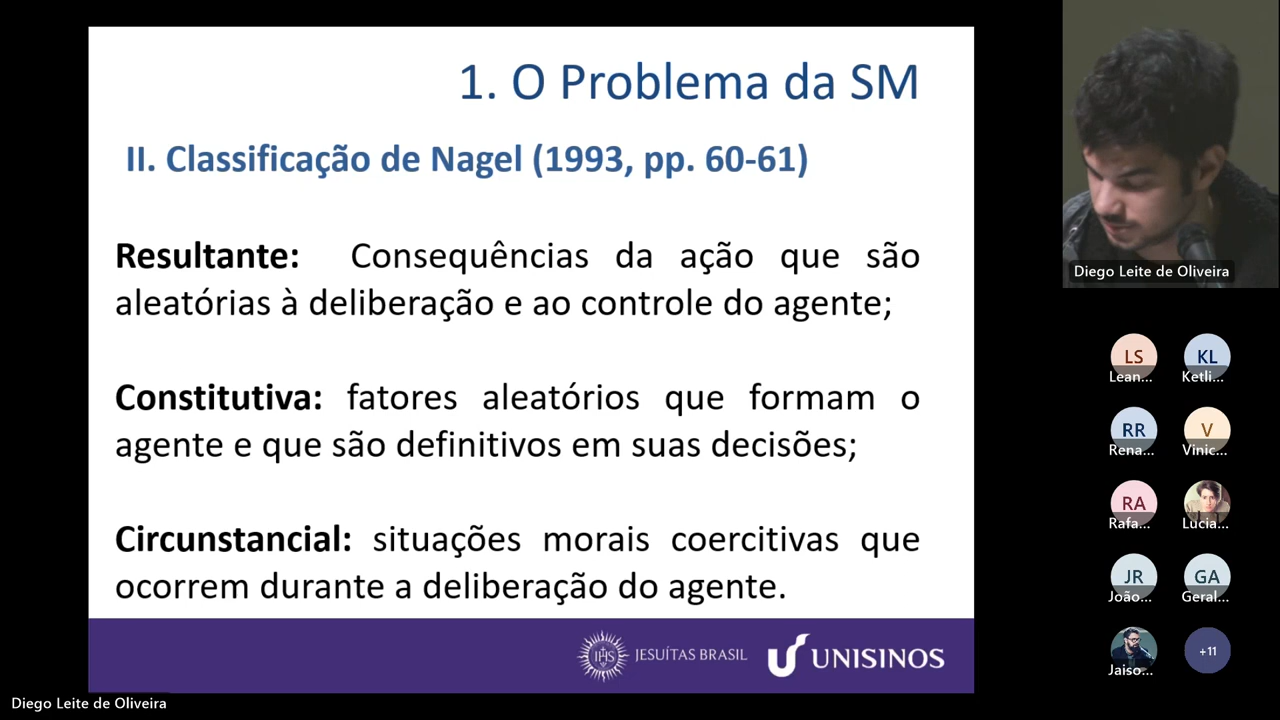 1. O Problema da SM
II. Classificação de Nagel (1993, pp. 60-61)
Resultante: Consequências da ação que são
aleatórias à deliberação e ao controle do agente;
Constitutiva: fatores aleatórios que formam o
agente e que são definitivos em suas decisões;
Circunstancial: situações morais coercitivas que
ocorrem durante a deliberação do agente.
IHS
JESUÍTAS BRASIL
UNISINOS
Diego Leite de Oliveira
LS
KL
Lean...
Ketli...
RR
V
Rena...
Vinic...
RA
Rafa...
Lucia...
JR
GA
João...
Geral...
+11
Jaiso...
Diego Leite de Oliveira